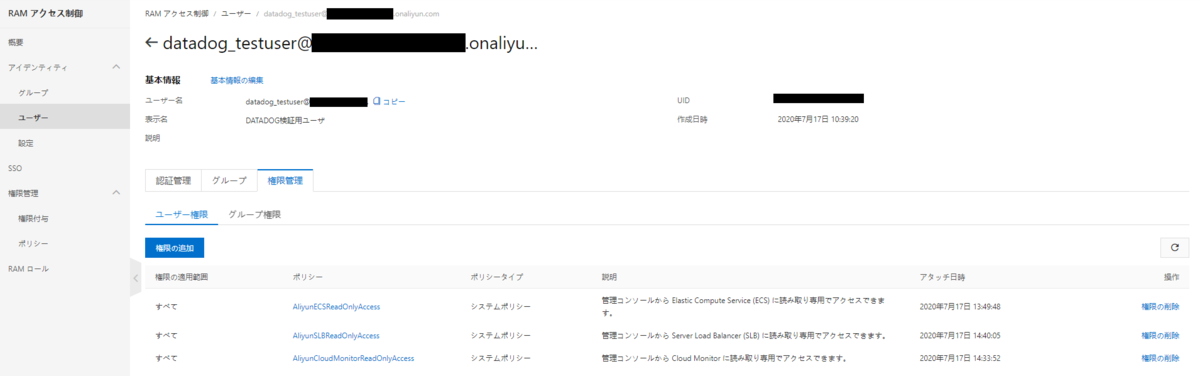 RAM アクセス制御
RAM アクセス制御 / ユーザー / datadog_testuser@ .onaliyun.com
← datadog_testuser@ .onaliyu...
概要
アイデンティティ
グループ
ユーザー
設定
SSO
権限管理
権限付与
ポリシー
RAM ロール
基本情報 基本情報の編集
ユーザー名 datadog_testuser@ コピー UID
表示名 DATADOG検証用ユーザ 作成日時 2020年7月17日 10:39:20
説明
認証管理 グループ 権限管理
ユーザー権限 グループ権限
権限の追加
権限の適用範囲 ポリシー ポリシータイプ 説明 アタッチ日時 操作
すべて AliyunECSReadOnlyAccess システムポリシー 管理コンソールから Elastic Compute Service (ECS) に読み取り専用でアクセスできま 2020年7月17日 13:49:48 権限の削除
す。
すべて AliyunSLBReadOnlyAccess システムポリシー 管理コンソールから Server Load Balancer (SLB) に読み取り専用でアクセスできます。 2020年7月17日 14:40:05 権限の削除
すべて AliyunCloudMonitorReadOnlyAccess システムポリシー 管理コンソールから Cloud Monitor に読み取り専用でアクセスできます。 2020年7月17日 14:33:52 権限の削除